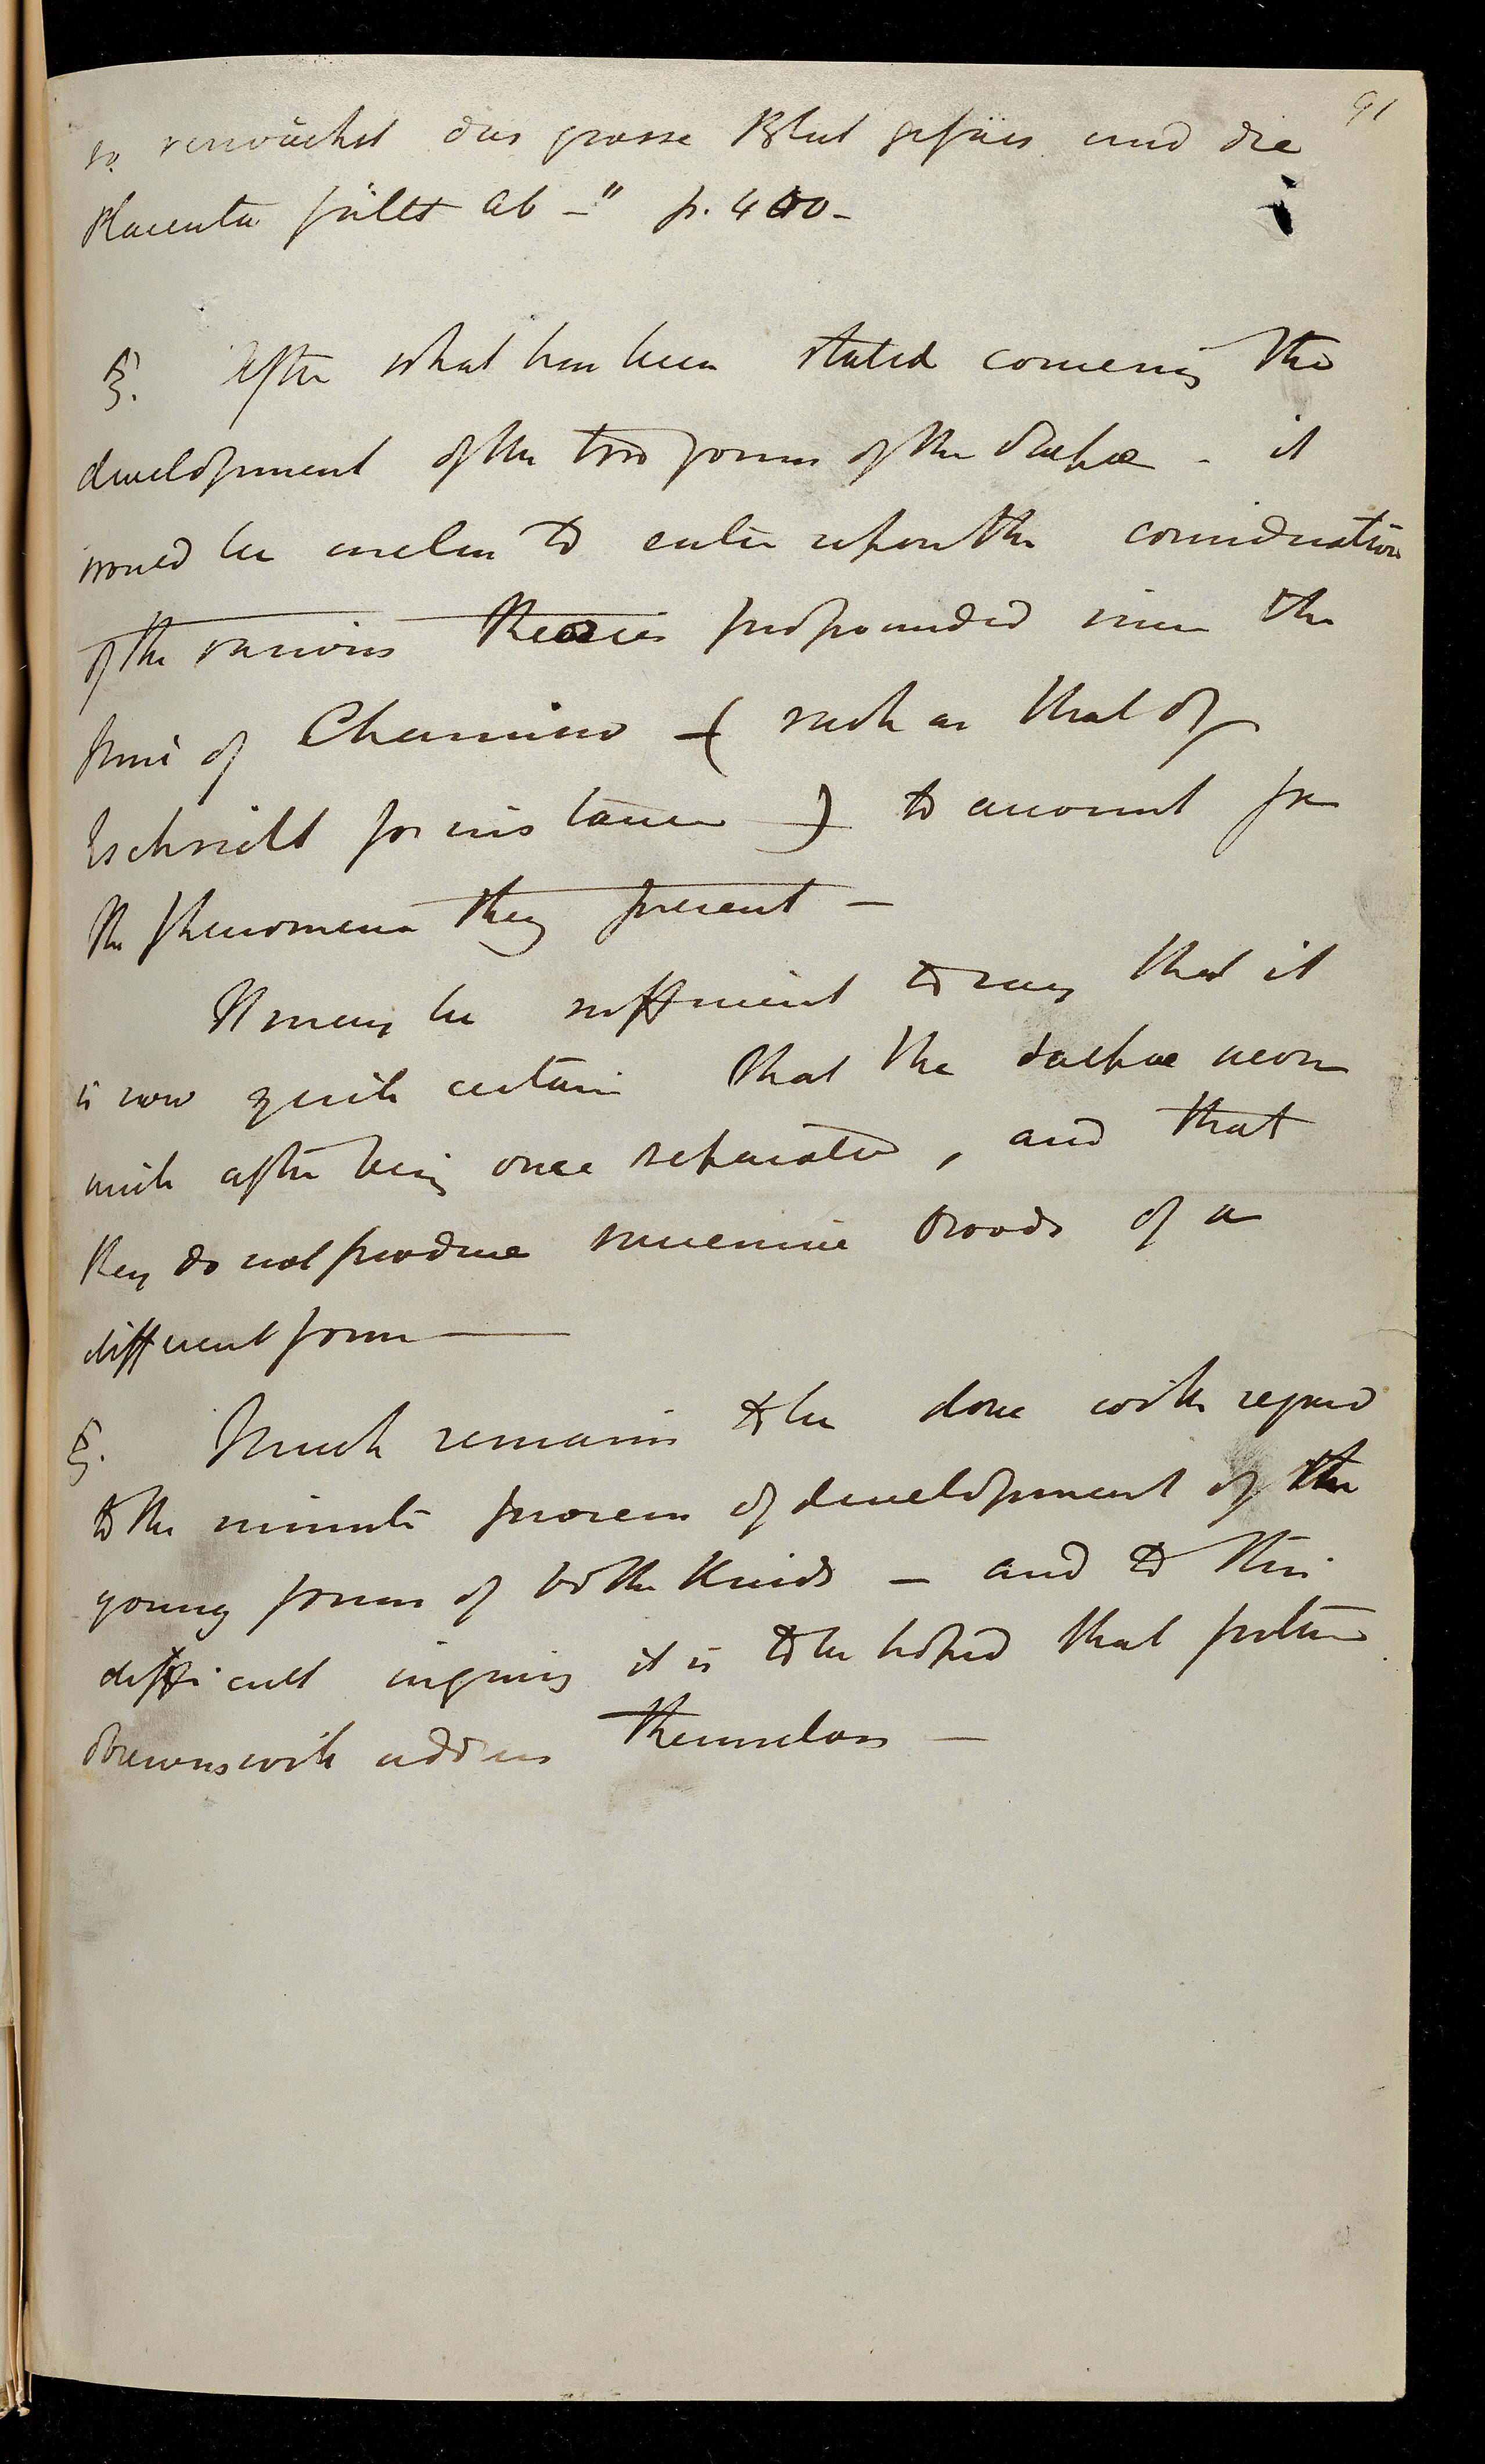 91
so verwächst das grosse Blut gefäss und die
Placenta fällt ab –" p. 400 –
§. After what has been stated concerning the
development of the two forms of the Salpæ – it
would be useless to enter upon the consideration
of the various theories propounded since the
time of Chamisso – ( such as that of
Eschricht for instance ) to account for
the phenomena they present –
It may be sufficient to say that it
is now quite certain that the Salpae never
unite after being once separated, and that
they do not produce successive broods of a
different form —
§. Much remains to be done with regard
to the minute process of development of the
young forms of both kinds – and to this
difficult inquiry it is to be hoped that future
observers will address themselves –